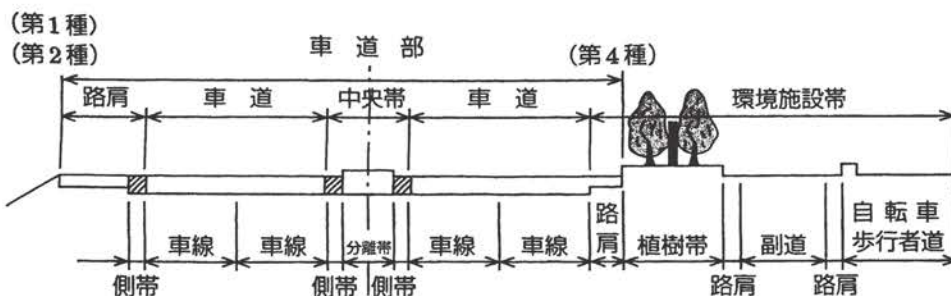 (第1種)
(第2種)
車道部
(第4種)
路肩
車道
中央帯
車道
環境施設帯
車線
車線
分離帯
車線
車線
路肩
植樹帯
副道
自転車
歩行者道
側帯
側帯
側帯
路肩
路肩